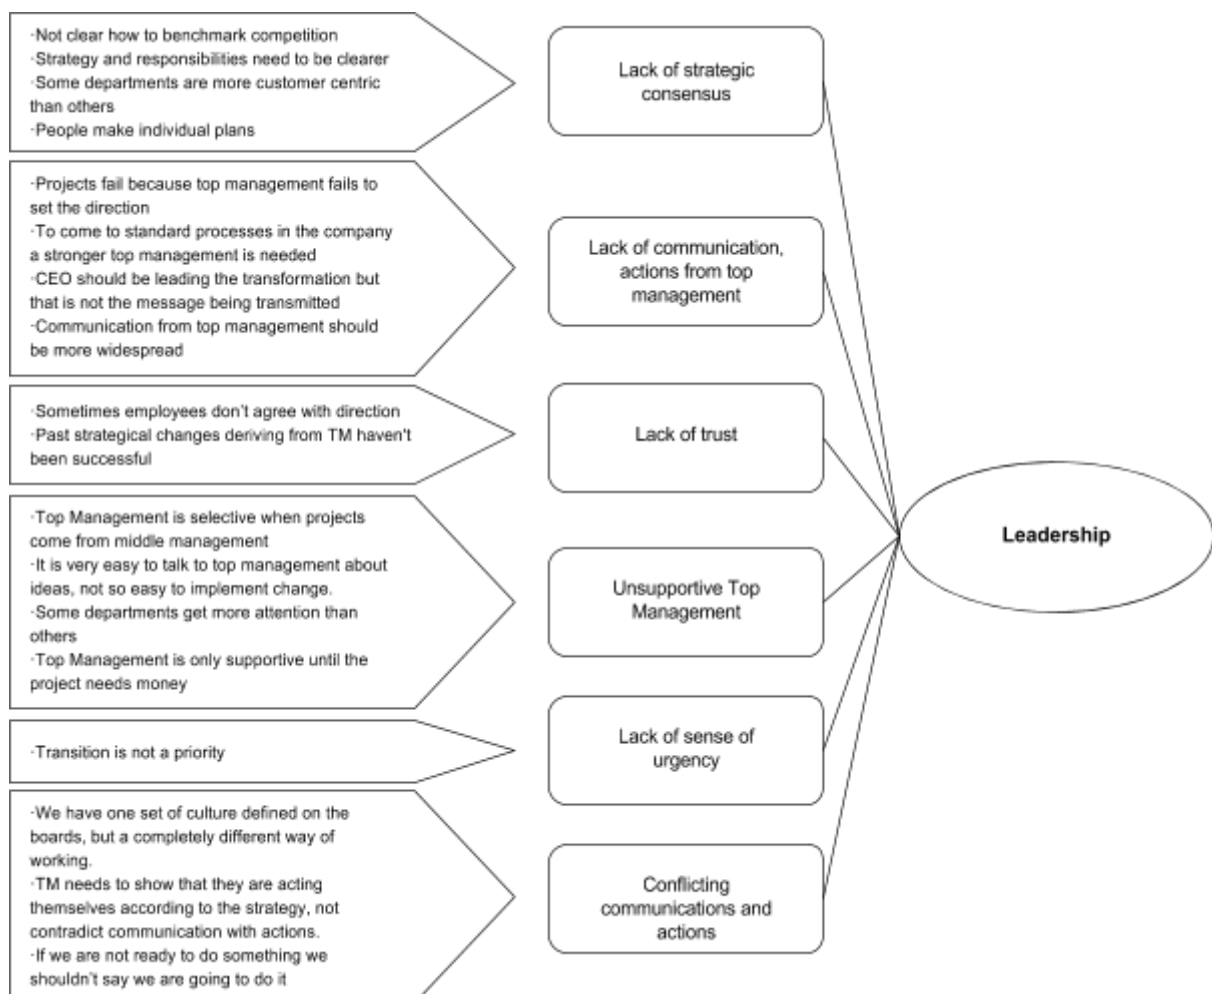 ·Not clear how to benchmark competition
·Strategy and responsibilities need to be clearer
·Some departments are more customer centric
than others
·People make individual plans
Lack of strategic
consensus
·Projects fail because top management fails to
set the direction
·To come to standard processes in the company
a stronger top management is needed
·CEO should be leading the transformation but
that is not the message being transmitted
·Communication from top management should
be more widespread
Lack of communication,
actions from top
management
·Sometimes employees don't agree with direction
·Past strategical changes deriving from TM haven't
been successful
Lack of trust
·Top Management is selective when projects
come from middle management
·It is very easy to talk to top management about
ideas, not so easy to implement change.
·Some departments get more attention than
others
·Top Management is only supportive until the
project needs money
Unsupportive Top
Management
·Transition is not a priority
Lack of sense of
urgency
·We have one set of culture defined on the
boards, but a completely different way of
working.
·TM needs to show that they are acting
themselves according to the strategy, not
contradict communication with actions.
·If we are not ready to do something we
shouldn't say we are going to do it
Conflicting
communications and
actions
Leadership